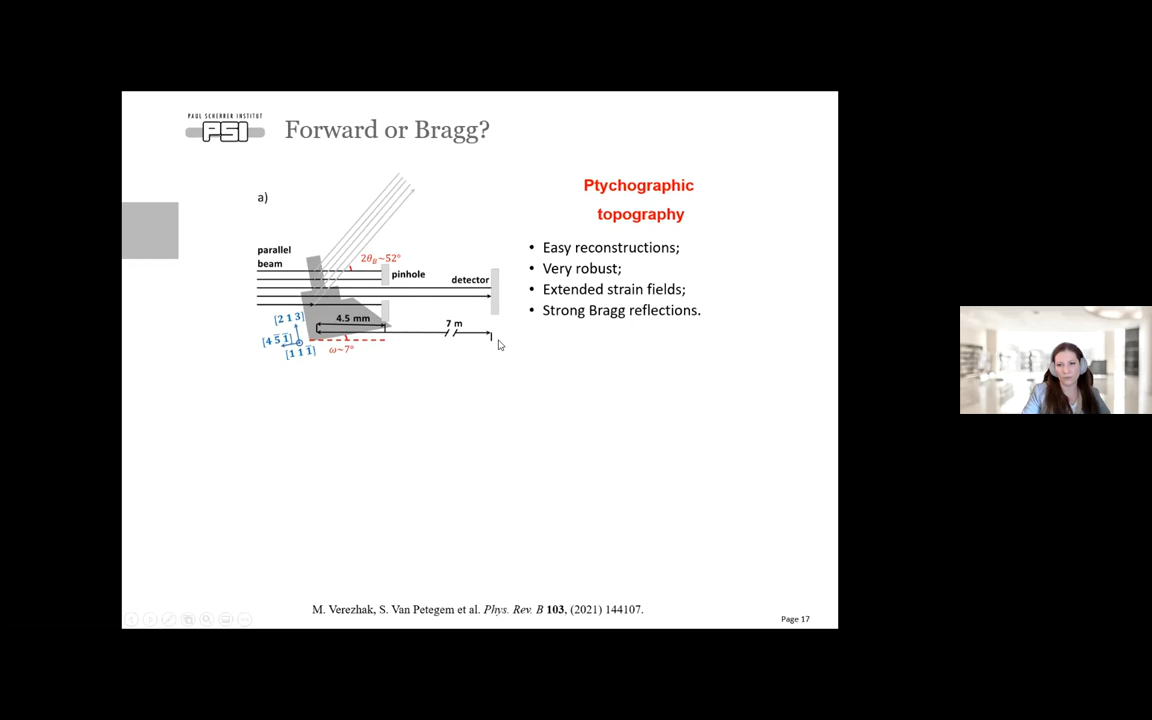 PAUL SCHERRER INSTITUT
PSI
Forward or Bragg?
a)
parallel
beam
2θ_B~52°
pinhole
detector
4.5 mm
7 m
[2 1 3]
[4 5̄ 1̄]
[1 1 1̄]
ω~7°
Ptychographic
topography
• Easy reconstructions;
• Very robust;
• Extended strain fields;
• Strong Bragg reflections.
M. Verezhak, S. Van Petegem et al. Phys. Rev. B 103, (2021) 144107.
Page 17